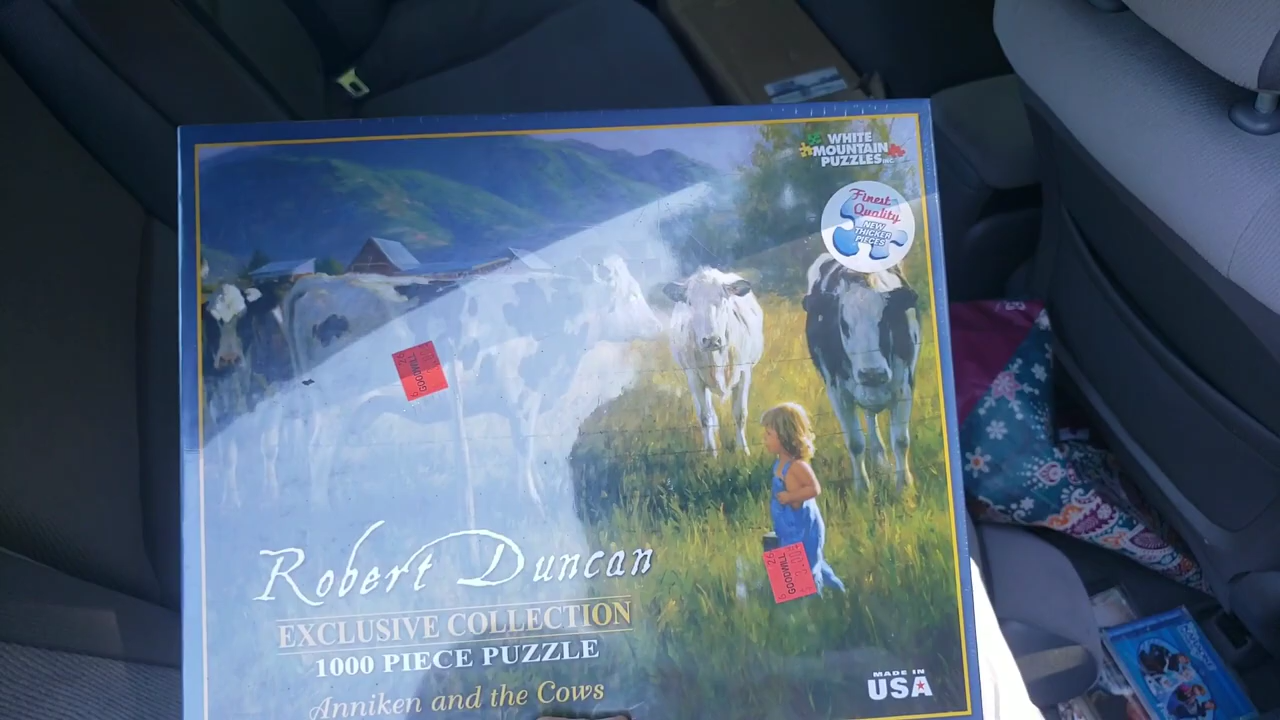 WHITE
MOUNTAIN
PUZZLES INC.
Finest
Quality
NEW
THICKER
PIECES
GOODWILL
GOODWILL
Robert Duncan
EXCLUSIVE COLLECTION
1000 PIECE PUZZLE
Anniken and the Cows
MADE IN
USA